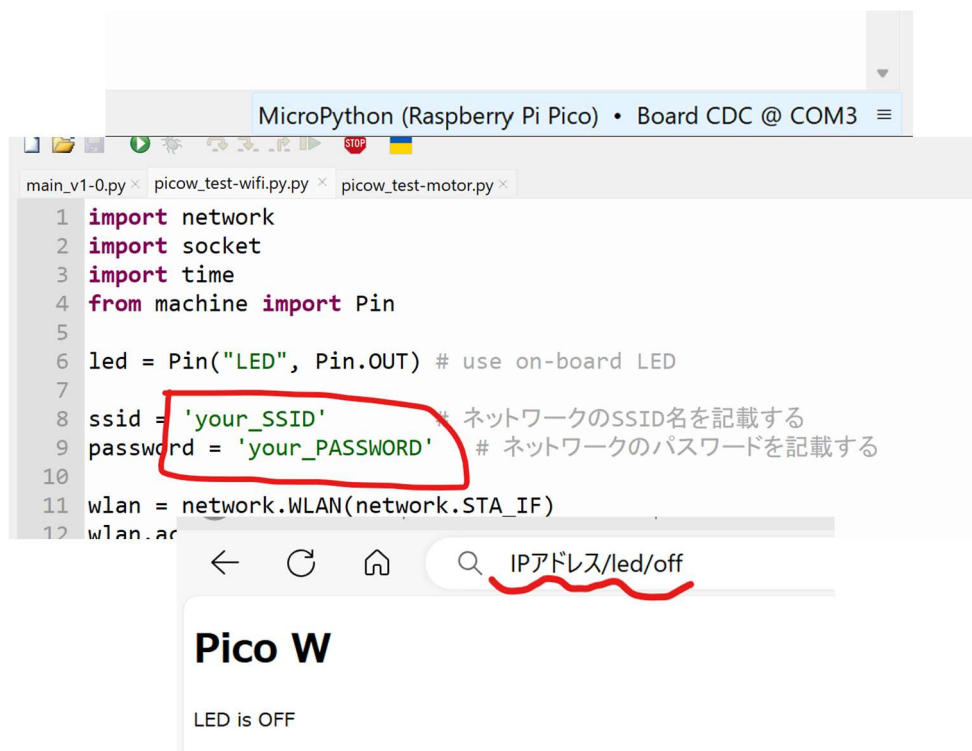 MicroPython (Raspberry Pi Pico) • Board CDC @ COM3 ≡
STOP
main_v1-0.py × picow_test-wifi.py.py × picow_test-motor.py ×
1 import network
2 import socket
3 import time
4 from machine import Pin
5
6 led = Pin("LED", Pin.OUT) # use on-board LED
7
8 ssid = 'your_SSID' # ネットワークのSSID名を記載する
9 password = 'your_PASSWORD' # ネットワークのパスワードを記載する
10
11 wlan = network.WLAN(network.STA_IF)
12 wlan.ac
IPアドレス/led/off
Pico W
LED is OFF